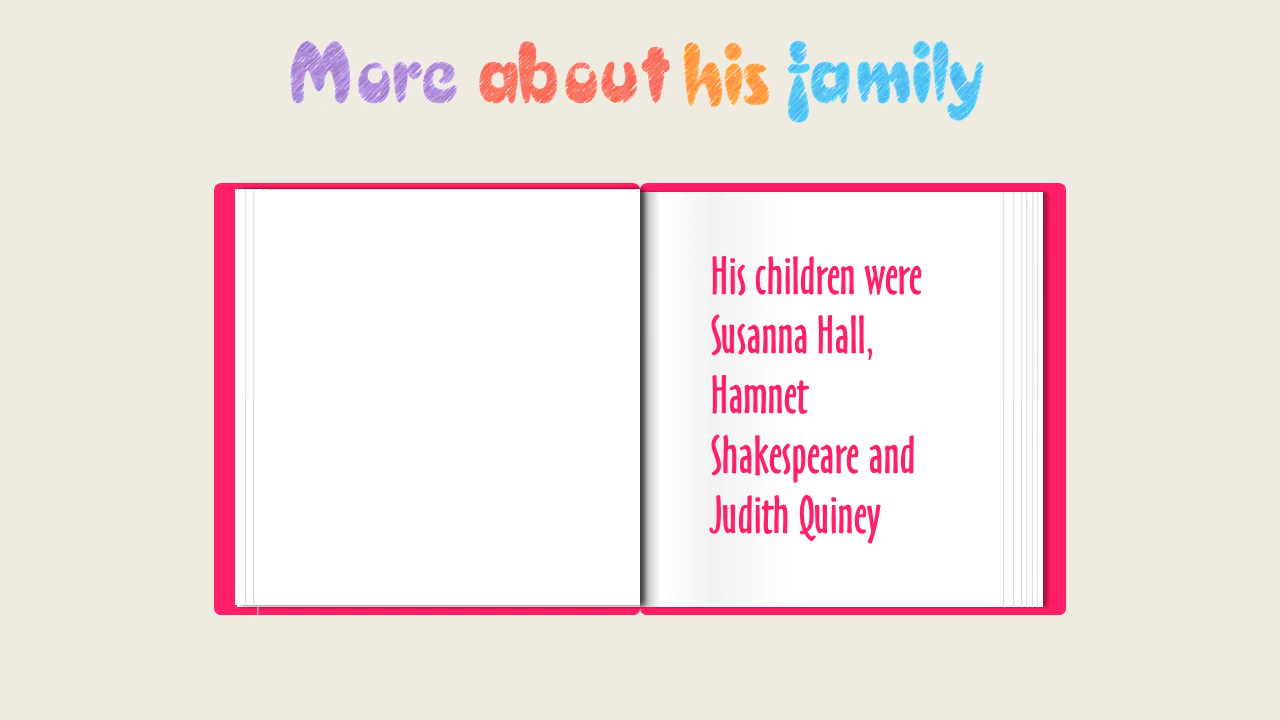 More about his family
His children were
Susanna Hall,
Hamnet
Shakespeare and
Judith Quiney